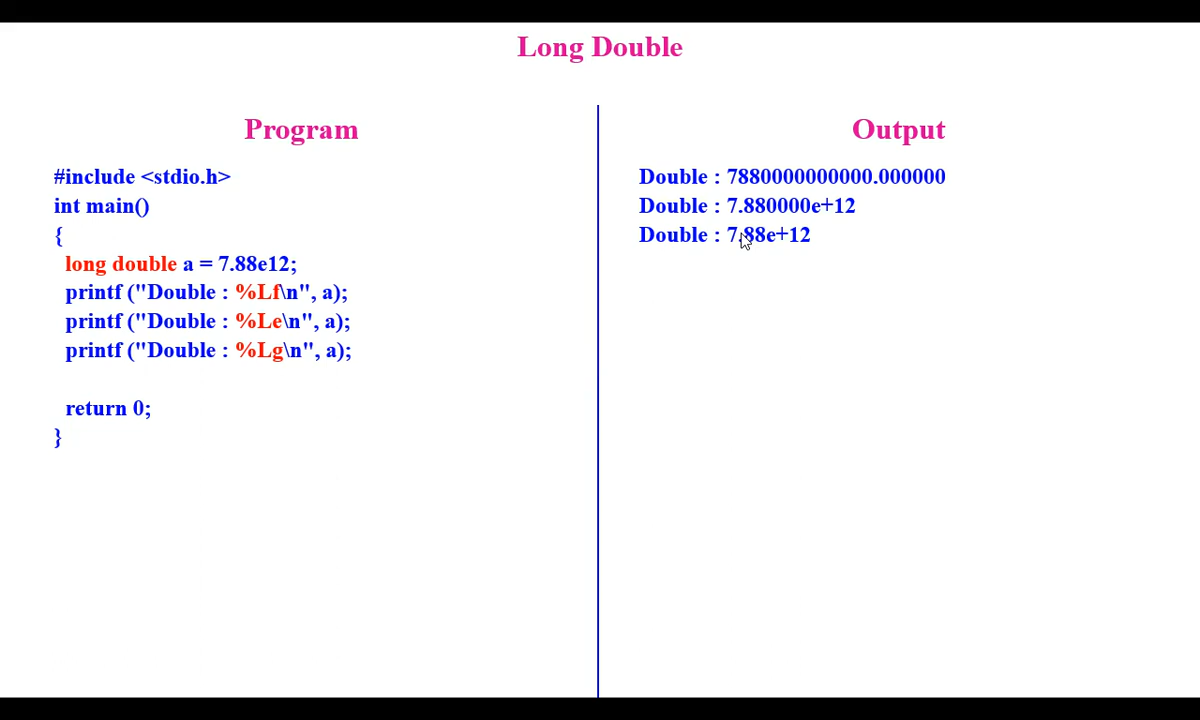 Long Double
Program
#include <stdio.h>
int main()
{
long double a = 7.88e12;
printf ("Double : %Lf\n", a);
printf ("Double : %Le\n", a);
printf ("Double : %Lg\n", a);
return 0;
}
Output
Double : 7880000000000.000000
Double : 7.880000e+12
Double : 7.88e+12